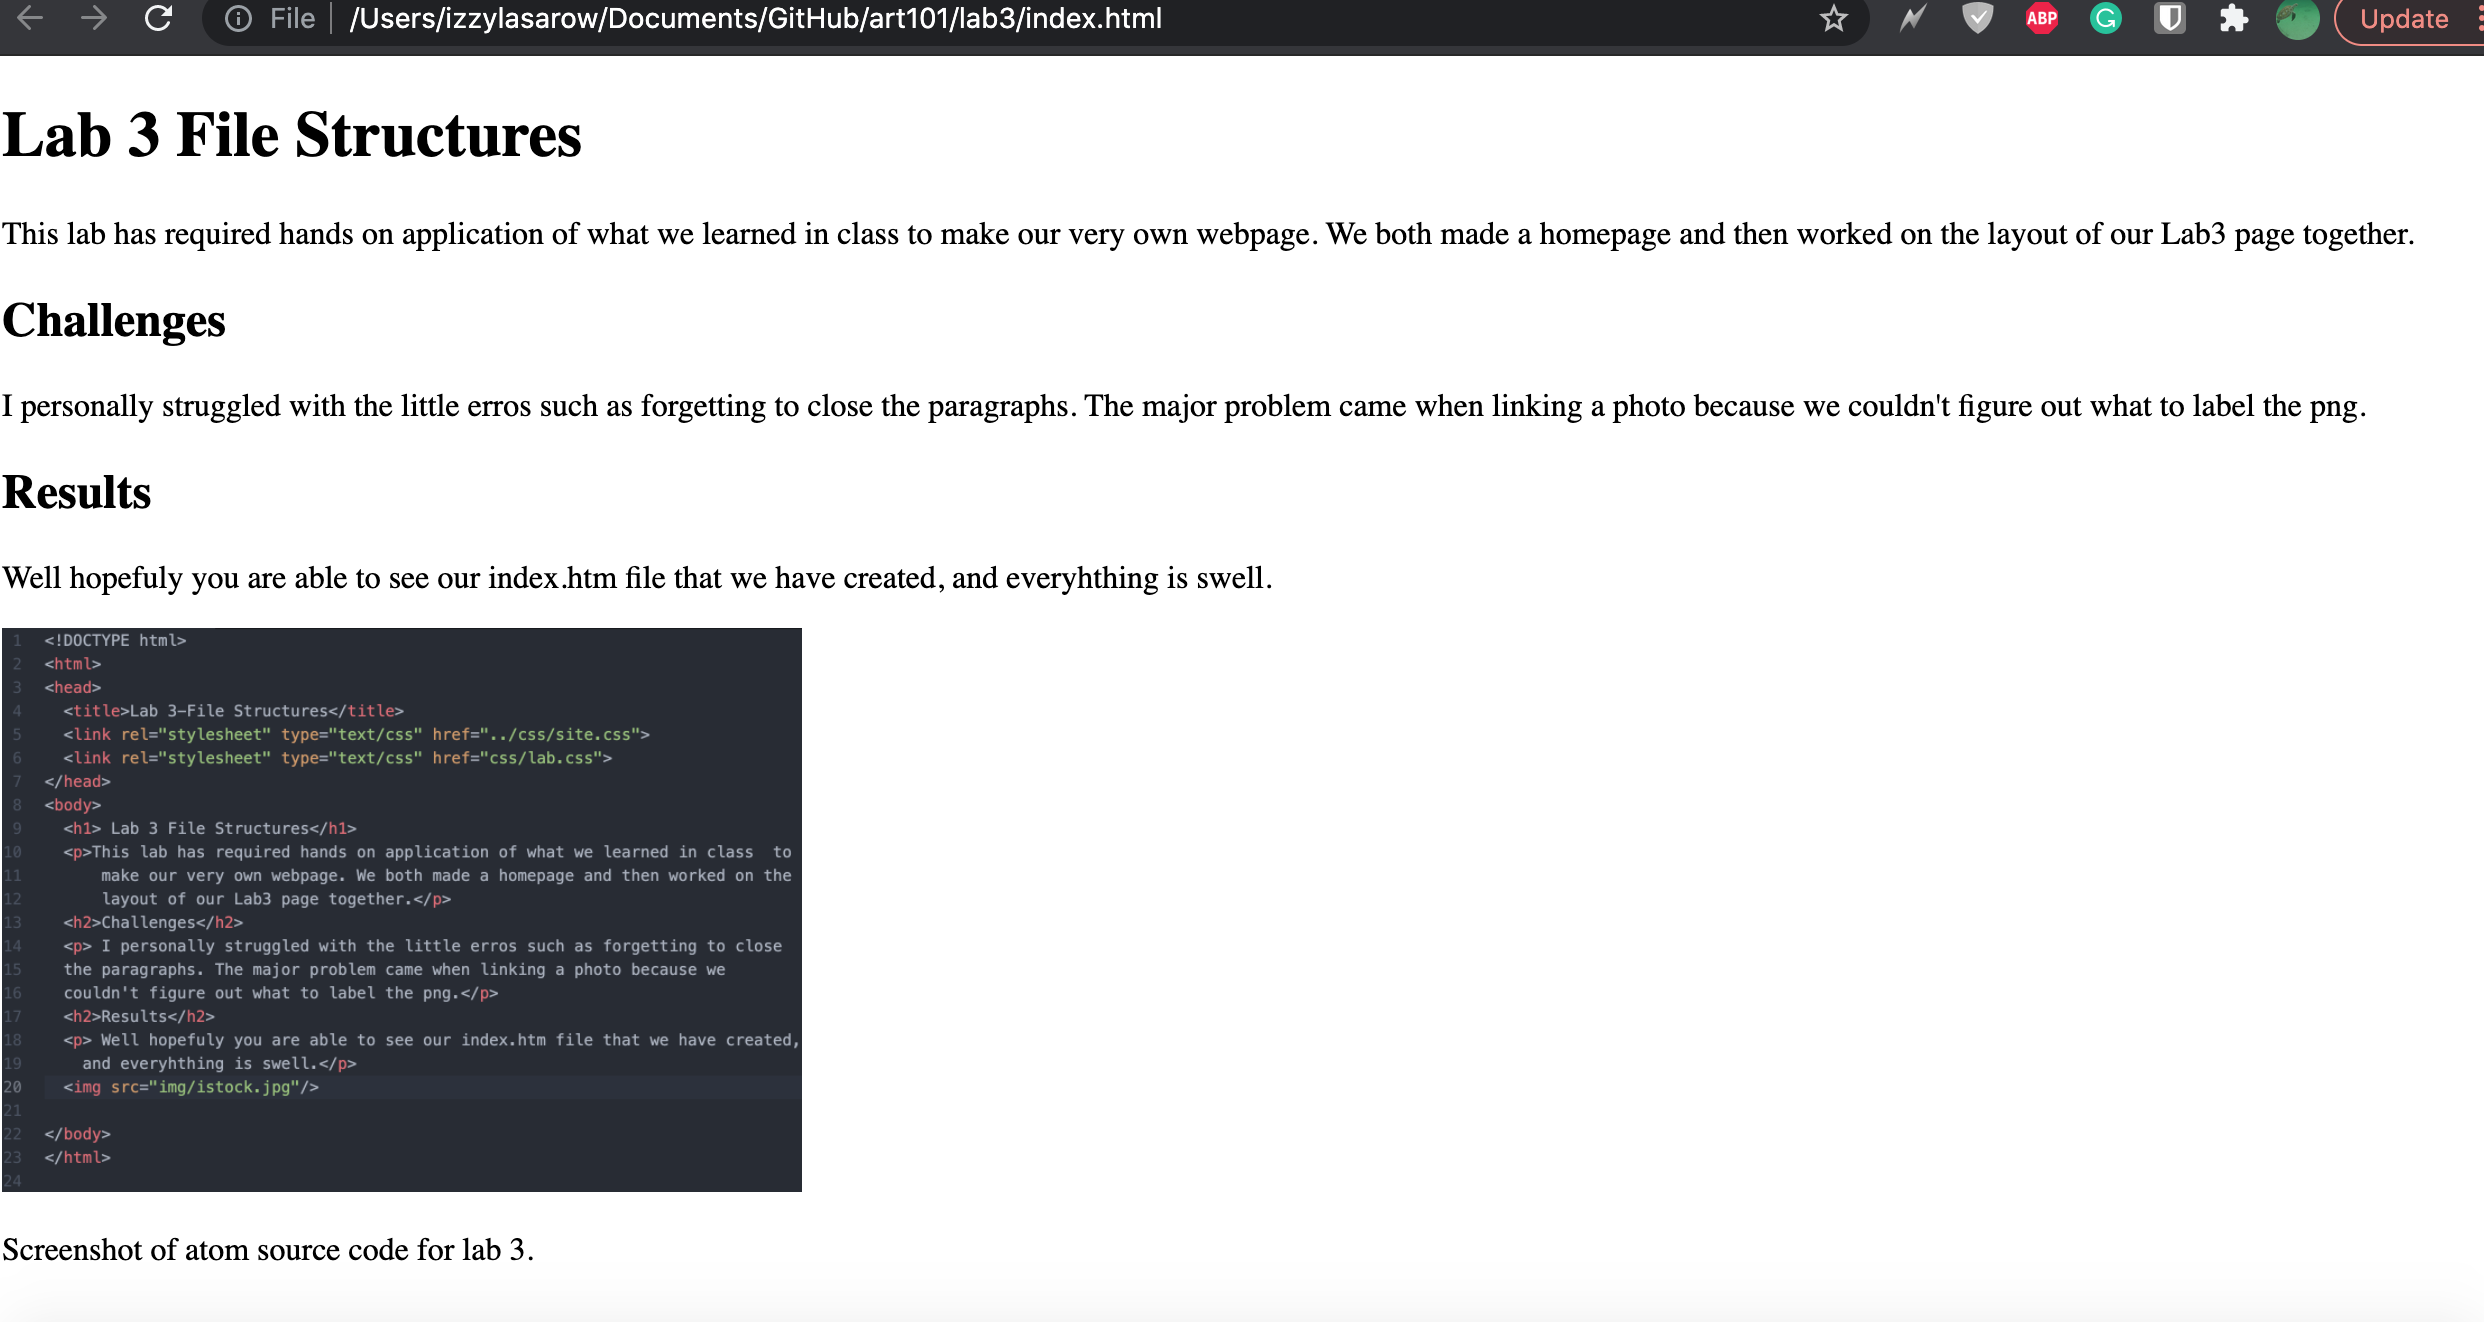 File /Users/izzylasarow/Documents/GitHub/art101/lab3/index.html ABP G Update
Lab 3 File Structures
This lab has required hands on application of what we learned in class to make our very own webpage. We both made a homepage and then worked on the layout of our Lab3 page together.
Challenges
I personally struggled with the little erros such as forgetting to close the paragraphs. The major problem came when linking a photo because we couldn't figure out what to label the png.
Results
Well hopefuly you are able to see our index.htm file that we have created, and everyhthing is swell.
1 <!DOCTYPE html>
2 <html>
3 <head>
4 <title>Lab 3-File Structures</title>
5 <link rel="stylesheet" type="text/css" href="../css/site.css">
6 <link rel="stylesheet" type="text/css" href="css/lab.css">
7 </head>
8 <body>
9 <h1> Lab 3 File Structures</h1>
10 <p>This lab has required hands on application of what we learned in class to
11 make our very own webpage. We both made a homepage and then worked on the
12 layout of our Lab3 page together.</p>
13 <h2>Challenges</h2>
14 <p> I personally struggled with the little erros such as forgetting to close
15 the paragraphs. The major problem came when linking a photo because we
16 couldn't figure out what to label the png.</p>
17 <h2>Results</h2>
18 <p> Well hopefuly you are able to see our index.htm file that we have created,
19 and everyhthing is swell.</p>
20 <img src="img/istock.jpg"/>
21
22 </body>
23 </html>
24
Screenshot of atom source code for lab 3.